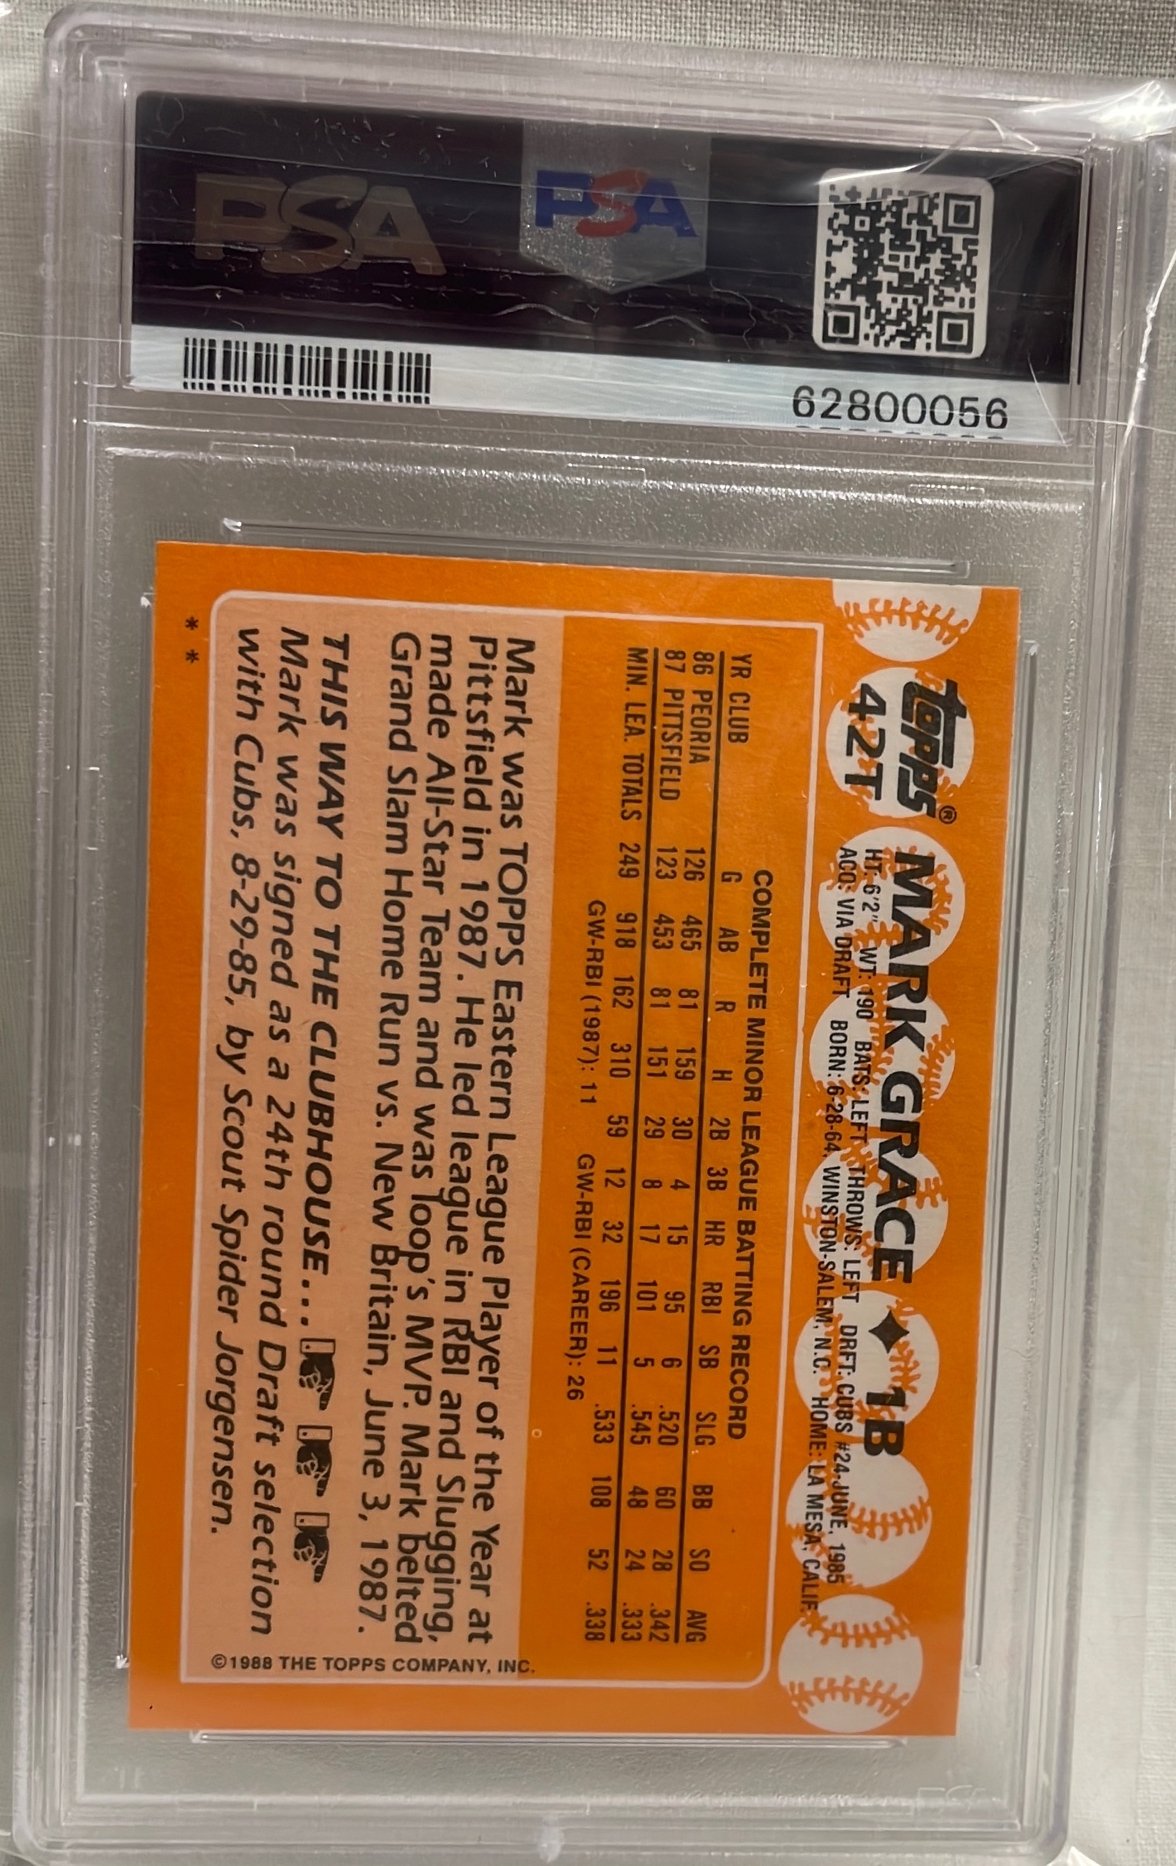 PSA
PSA
62800056
Topps®
42T
MARK GRACE ♦ 1B
HT: 6'2" WT: 190 BATS: LEFT THROWS: LEFT DRFT: CUBS #24-JUNE, 1985
ACQ: VIA DRAFT BORN: 6-28-64, WINSTON-SALEM, N.C. HOME: LA MESA, CALIF.
COMPLETE MINOR LEAGUE BATTING RECORD
YR CLUB G AB R H 2B 3B HR RBI SB SLG BB SO AVG
86 PEORIA 126 465 81 159 30 4 15 95 6 .520 60 28 .342
87 PITTSFIELD 123 453 81 151 29 8 17 101 5 .545 48 24 .333
MIN. LEA. TOTALS 249 918 162 310 59 12 32 196 11 .533 108 52 .338
GW-RBI (1987): 11 GW-RBI (CAREER): 26
Mark was TOPPS Eastern League Player of the Year at
Pittsfield in 1987. He led league in RBI and Slugging,
made All-Star Team and was loop's MVP. Mark belted
Grand Slam Home Run vs. New Britain, June 3, 1987.
THIS WAY TO THE CLUBHOUSE...
Mark was signed as a 24th round Draft selection
with Cubs, 8-29-85, by Scout Spider Jorgensen.
* *
©1988 THE TOPPS COMPANY, INC.